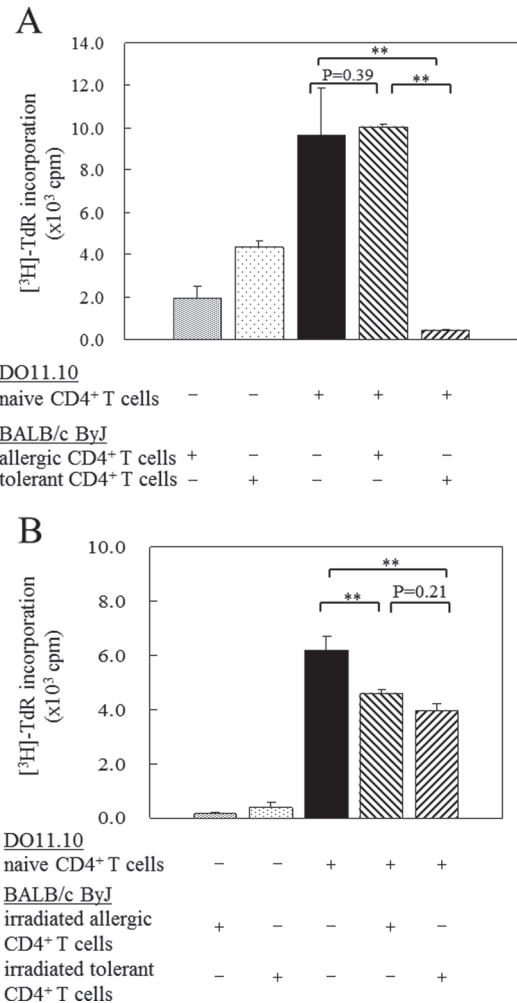 A
14.0
**
12.0
P=0.39
**
10.0
8.0
6.0
4.0
2.0
0.0
[³H]-TdR incorporation
(x10³ cpm)
DO11.10
naive CD4⁺ T cells − − + + +
BALB/c ByJ
allergic CD4⁺ T cells + − − + −
tolerant CD4⁺ T cells − + − − +
B
10.0
**
P=0.21
**
8.0
6.0
4.0
2.0
0.0
[³H]-TdR incorporation
(x10³ cpm)
DO11.10
naive CD4⁺ T cells − − + + +
BALB/c ByJ
irradiated allergic
CD4⁺ T cells + − − + −
irradiated tolerant
CD4⁺ T cells − + − − +